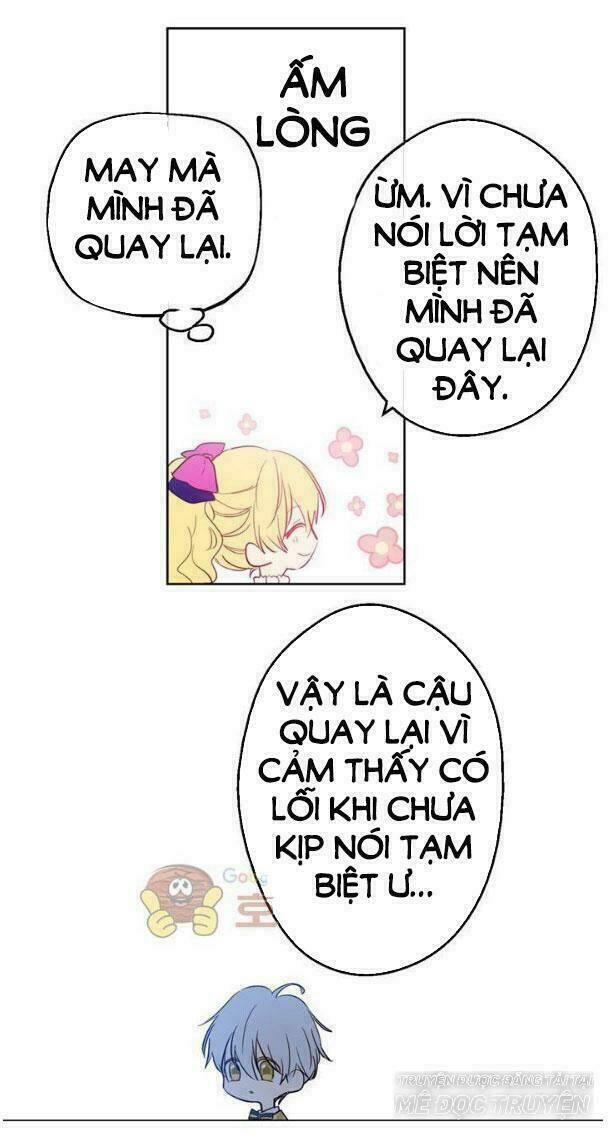 ẤM
LÒNG
MAY MÀ
MÌNH ĐÃ
QUAY LẠI.
ỪM. VÌ CHƯA
NÓI LỜI TẠM
BIỆT NÊN
MÌNH ĐÃ
QUAY LẠI
ĐÂY.
VẬY LÀ CẬU
QUAY LẠI VÌ
CẢM THẤY CÓ
LỖI KHI CHƯA
KỊP NÓI TẠM
BIỆT Ư...
호
TRUYỆN ĐƯỢC ĐĂNG TẢI TẠI
MÊ ĐỌC TRUYỆN